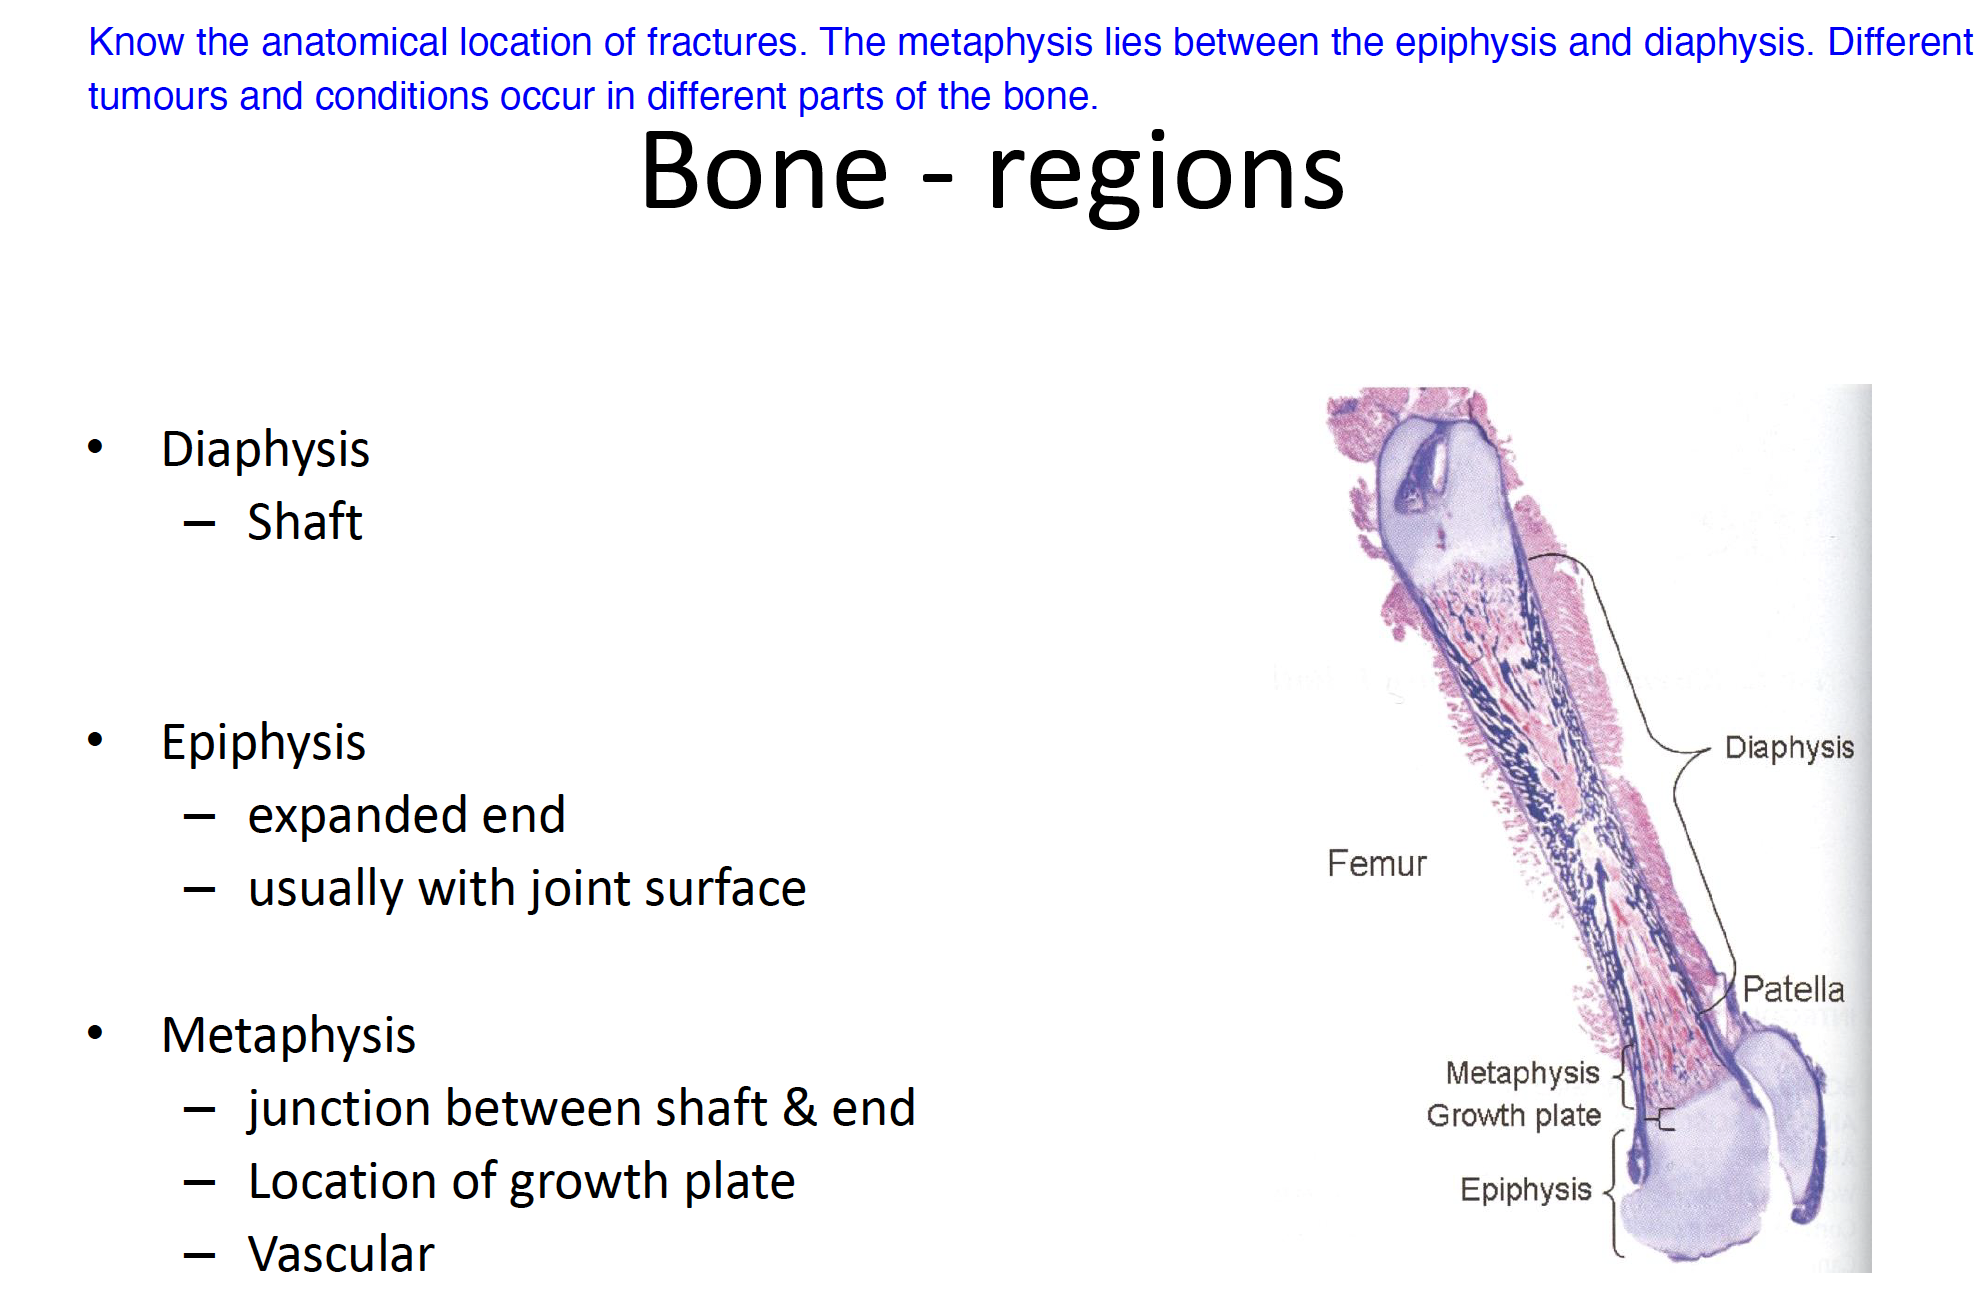 Know the anatomical location of fractures. The metaphysis lies between the epiphysis and diaphysis. Different
tumours and conditions occur in different parts of the bone.
Bone - regions
• Diaphysis
– Shaft
• Epiphysis
– expanded end
– usually with joint surface
• Metaphysis
– junction between shaft & end
– Location of growth plate
– Vascular
Diaphysis
Femur
Patella
Metaphysis
Growth plate
Epiphysis